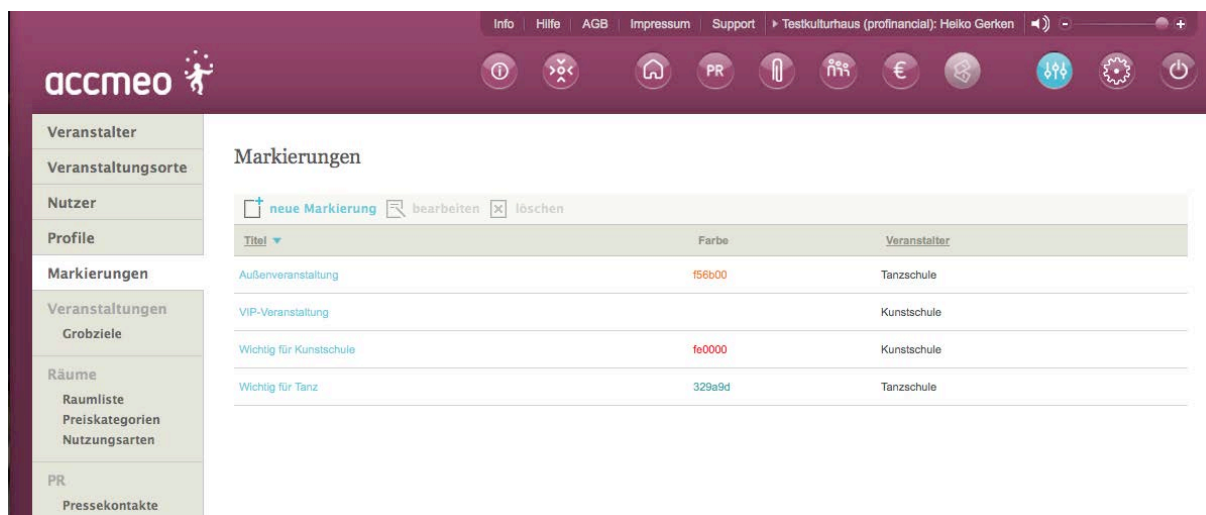 Info Hilfe AGB Impressum Support Testkulturhaus (profinancial): Heiko Gerken
accmeo
PR €
Veranstalter
Veranstaltungsorte
Nutzer
Profile
Markierungen
Veranstaltungen
Grobziele
Räume
Raumliste
Preiskategorien
Nutzungsarten
PR
Pressekontakte
Markierungen
neue Markierung bearbeiten löschen
Titel Farbe Veranstalter
Außenveranstaltung f56b00 Tanzschule
VIP-Veranstaltung Kunstschule
Wichtig für Kunstschule fe0000 Kunstschule
Wichtig für Tanz 329a9d Tanzschule